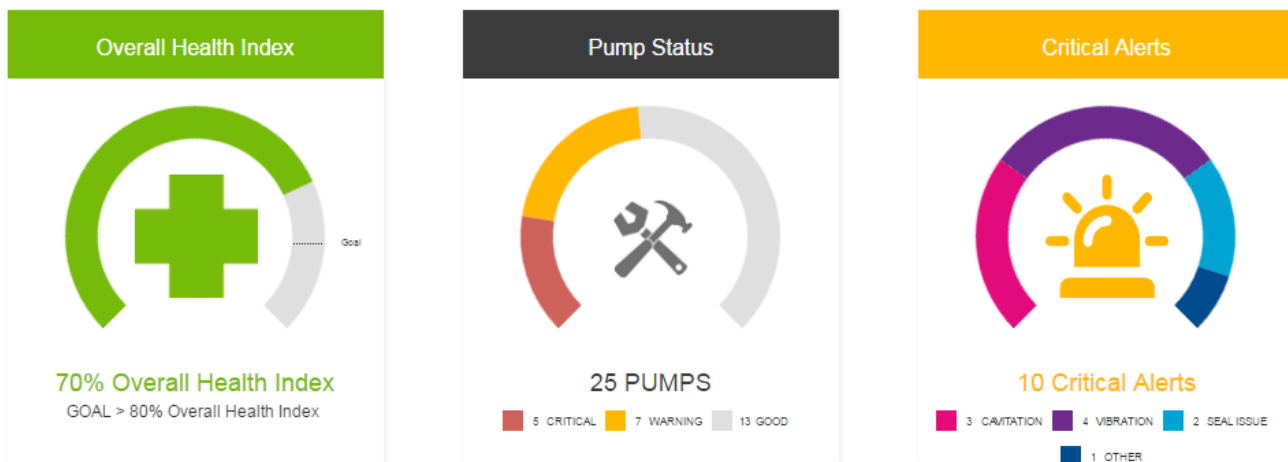 Overall Health Index
Goal
70% Overall Health Index
GOAL > 80% Overall Health Index
Pump Status
25 PUMPS
5 CRITICAL 7 WARNING 13 GOOD
Critical Alerts
10 Critical Alerts
3 CAVITATION 4 VIBRATION 2 SEAL ISSUE
1 OTHER